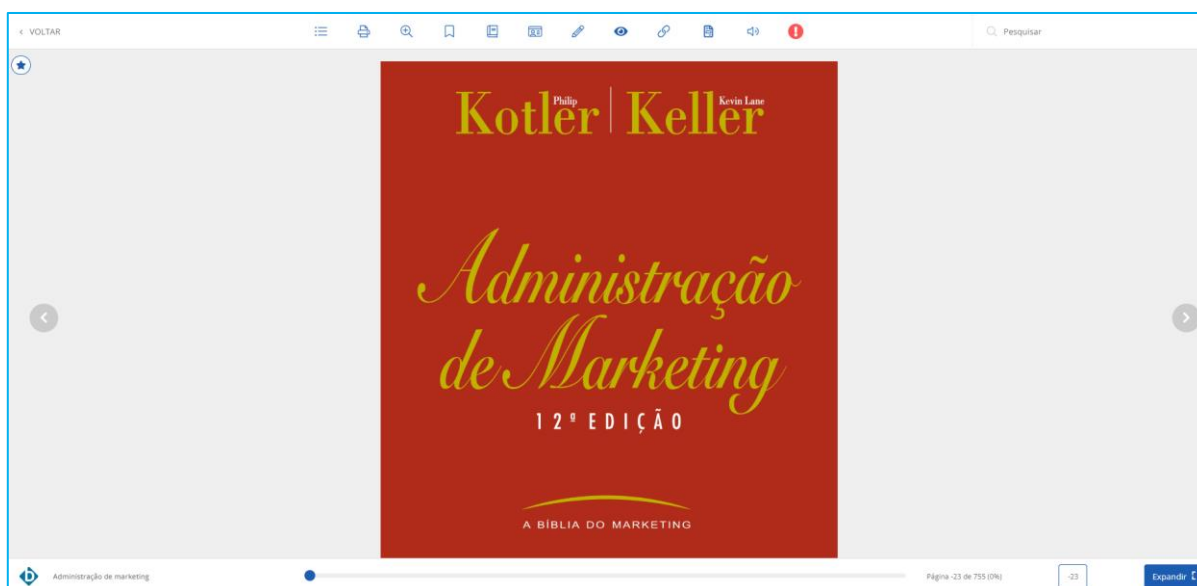 ‹ VOLTAR
Pesquisar
Philip Kevin Lane
Kotler Keller
Administração
de Marketing
12ª EDIÇÃO
A BÍBLIA DO MARKETING
Administração de marketing
Página -23 de 755 (0%)
-23
Expandir